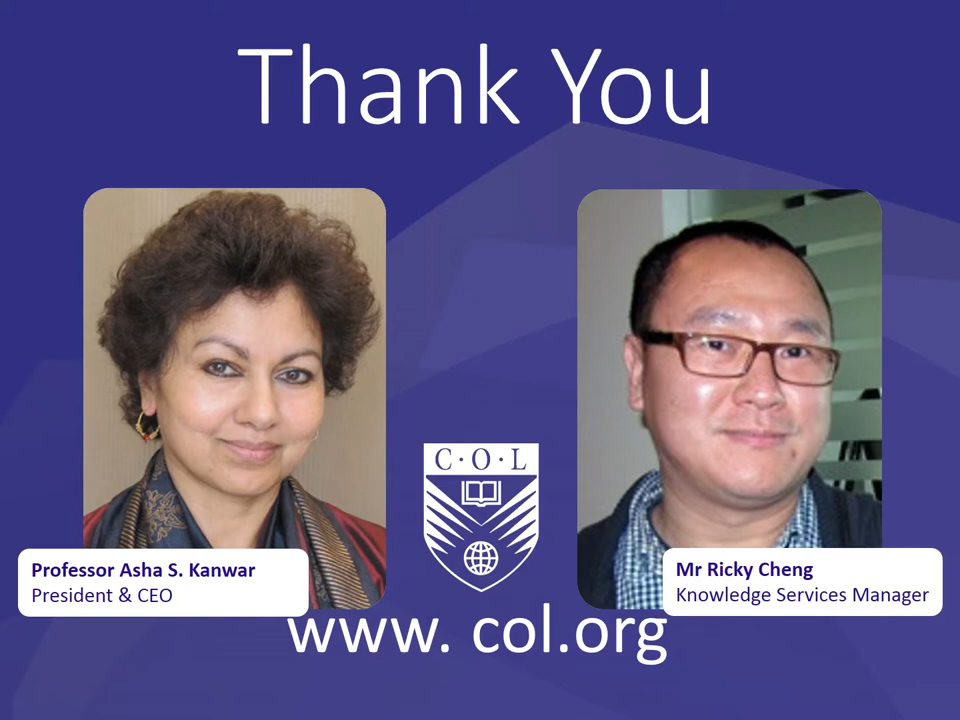 Thank You
C·O·L
Professor Asha S. Kanwar
President & CEO
Mr Ricky Cheng
Knowledge Services Manager
www. col.org